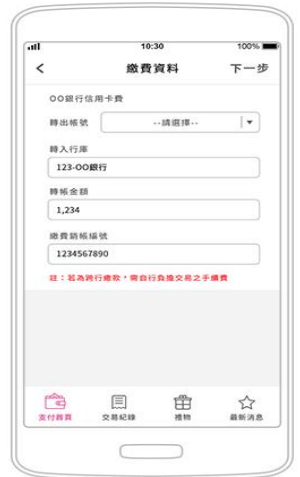 10:30 100%
< 繳費資料 下一步
OO銀行信用卡費
轉出帳號 --請選擇-- ▼
轉入行庫
123-OO銀行
轉帳金額
1,234
繳費銷帳編號
1234567890
註：若為跨行繳款，需自行負擔交易之手續費
支付首頁 交易紀錄 禮物 最新消息